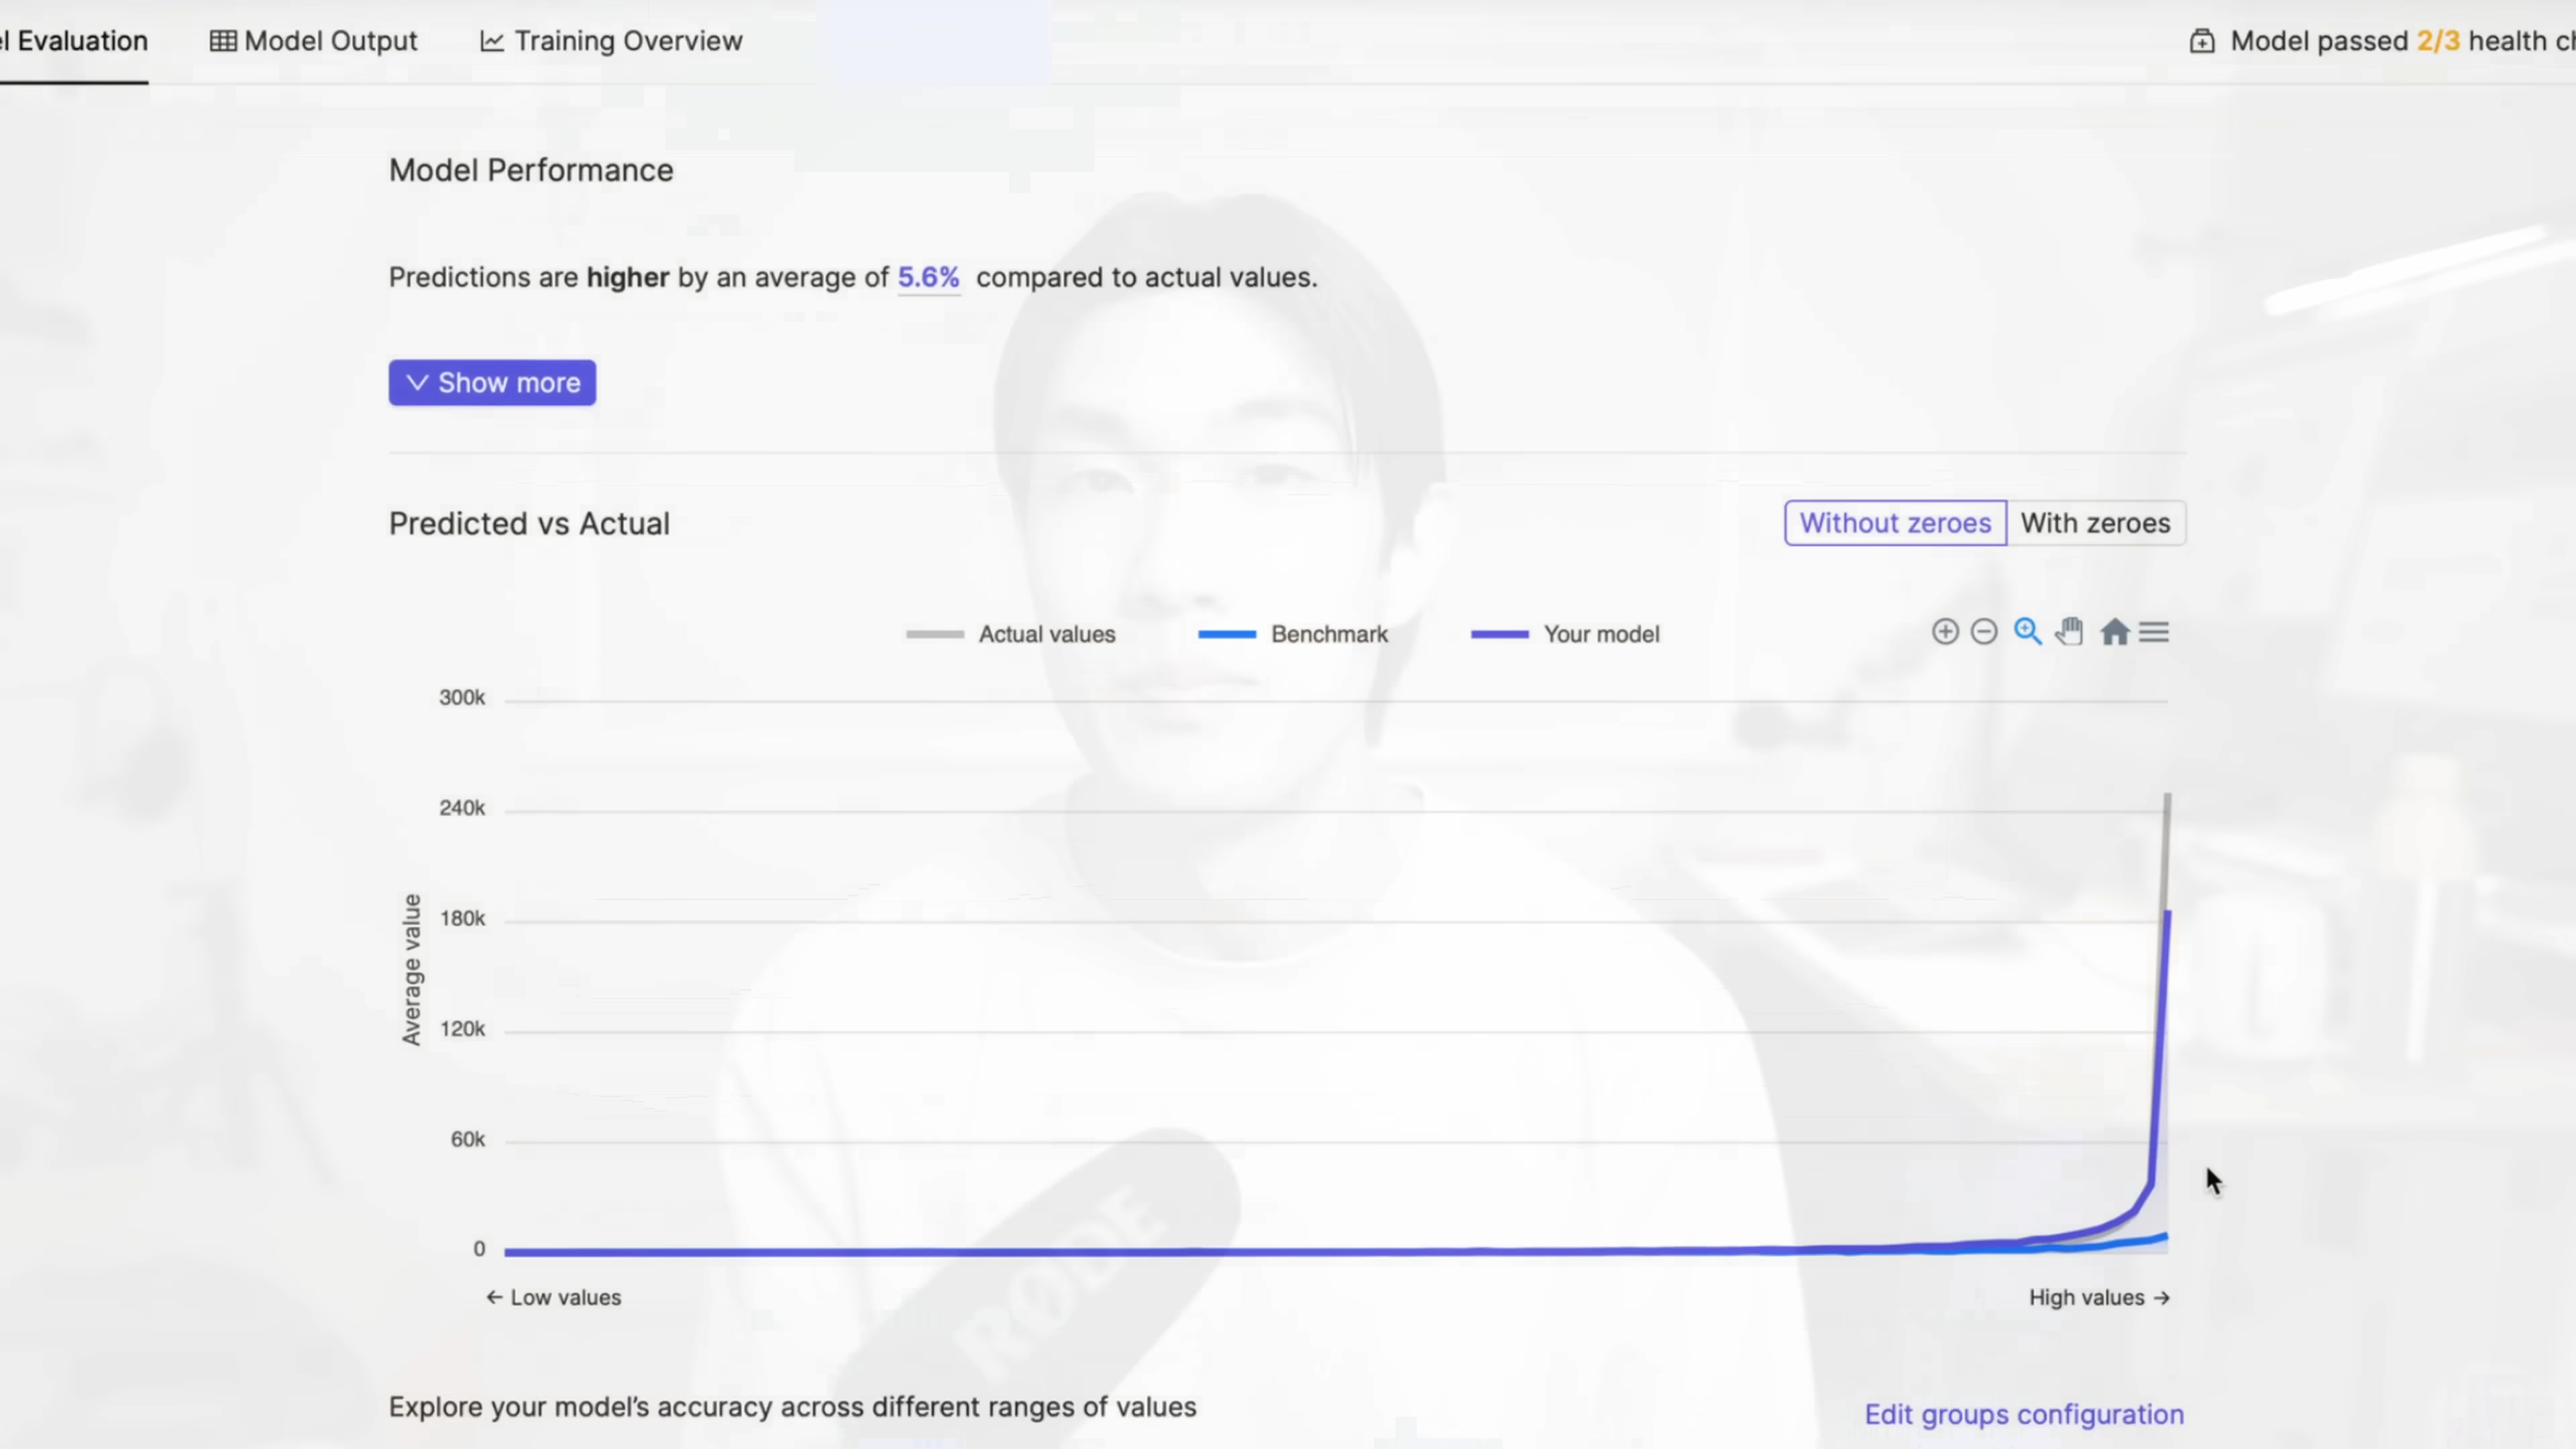 el Evaluation
Model Output
Training Overview
Model passed 2/3 health ch
Model Performance
Predictions are higher by an average of 5.6% compared to actual values.
Show more
Predicted vs Actual
Without zeroes
With zeroes
Actual values
Benchmark
Your model
300k
240k
180k
120k
60k
0
Average value
← Low values
High values →
RØDE
Explore your model's accuracy across different ranges of values
Edit groups configuration